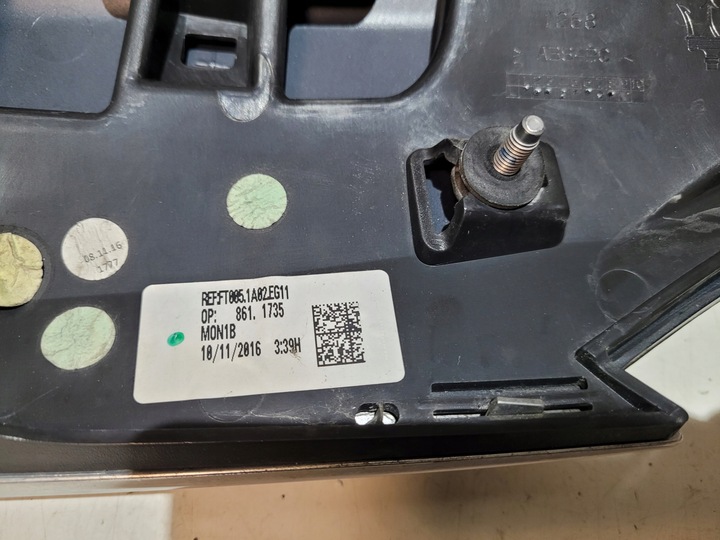 08.11.16
1777
REF:FT005.1A02.EG11
OP: 861. 1735
MON1B
10/11/2016 3:39H